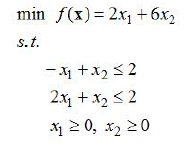 min f(x) = 2x₁ + 6x₂
s.t.
−x₁ + x₂ ≤ 2
2x₁ + x₂ ≤ 2
x₁ ≥ 0, x₂ ≥ 0